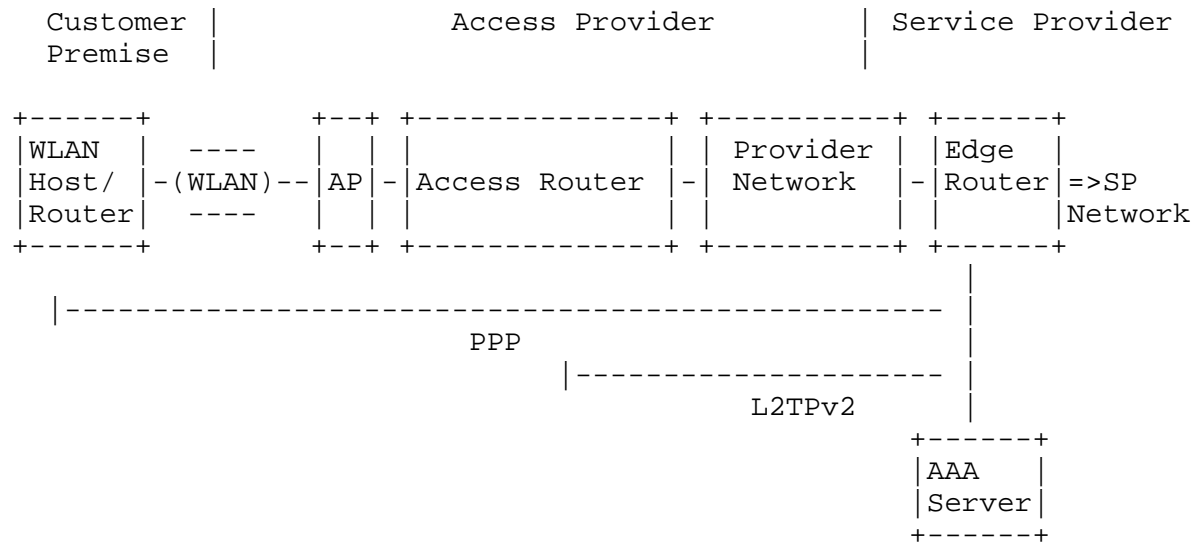 Customer | Access Provider | Service Provider
Premise | |
+------+ +--+ +--------------+ +----------+ +------+
|WLAN | ---- | | | | | Provider | |Edge |
|Host/ |-(WLAN)--|AP|-|Access Router |-| Network |-|Router|=>SP
|Router| ---- | | | | | | | |Network
+------+ +--+ +--------------+ +----------+ +------+
|
|-------------------------------------------------- |
PPP |
|--------------------- |
L2TPv2 |
+------+
|AAA |
|Server|
+------+